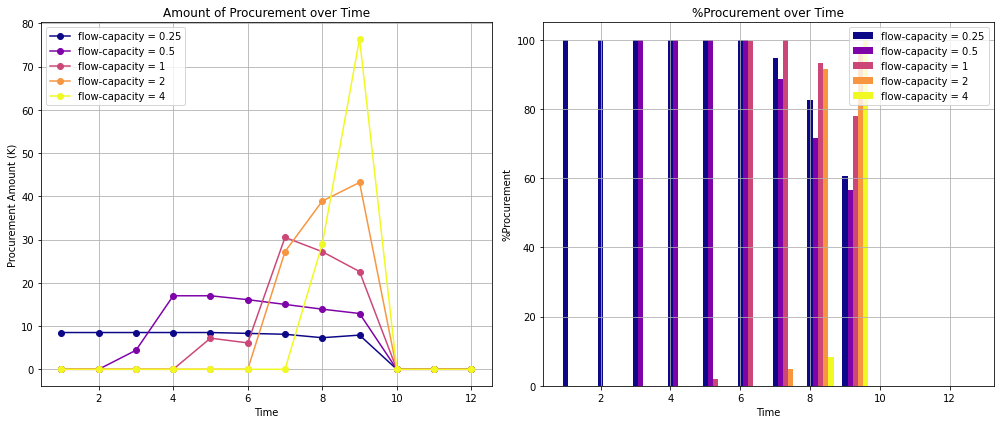 Amount of Procurement over Time
Procurement Amount (K)
80
70
60
50
40
30
20
10
0
flow-capacity = 0.25
flow-capacity = 0.5
flow-capacity = 1
flow-capacity = 2
flow-capacity = 4
2 4 6 8 10 12
Time
%Procurement over Time
%Procurement
100
80
60
40
20
0
flow-capacity = 0.25
flow-capacity = 0.5
flow-capacity = 1
flow-capacity = 2
flow-capacity = 4
2 4 6 8 10 12
Time